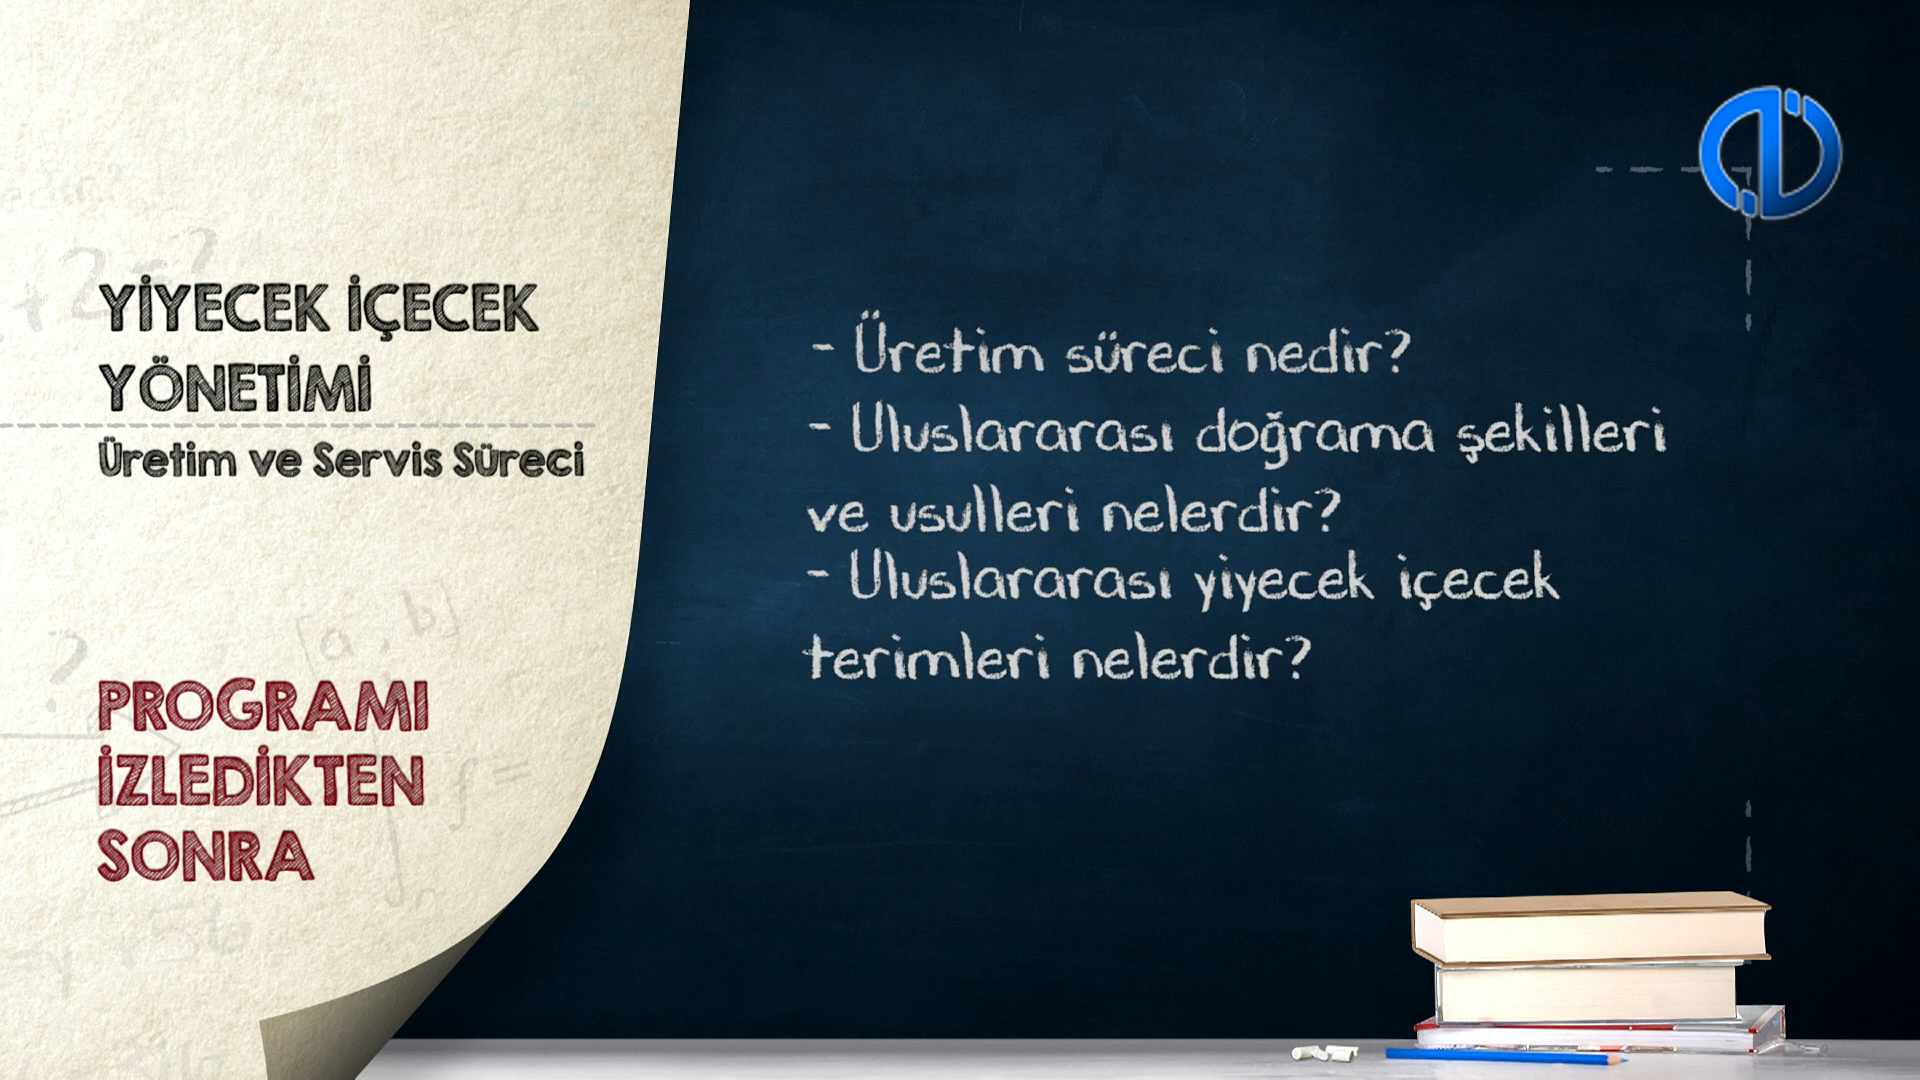 YİYECEK İÇECEK
YÖNETİMİ
Üretim ve Servis Süreci
PROGRAMI
İZLEDİKTEN
SONRA
- Üretim süreci nedir?
- Uluslararası doğrama şekilleri
ve usulleri nelerdir?
- Uluslararası yiyecek içecek
terimleri nelerdir?